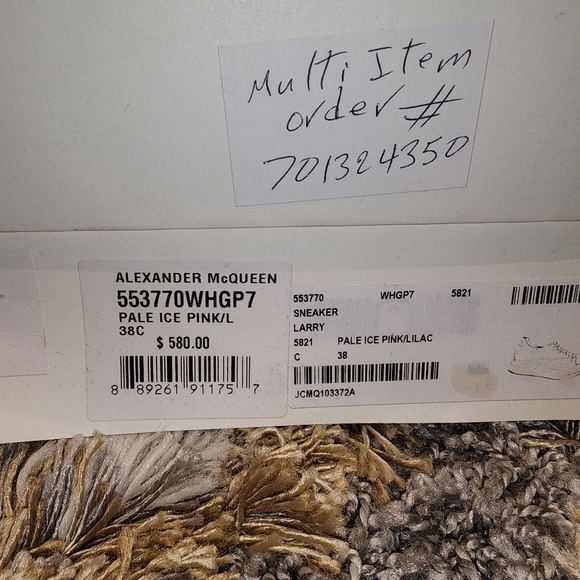 Multi Item
order #
701324350
ALEXANDER McQUEEN
553770WHGP7
PALE ICE PINK/L
38C
$ 580.00
8 89261 91175 7
553770 WHGP7 5821
SNEAKER
LARRY
5821 PALE ICE PINK/LILAC
C 38
JCMQ103372A